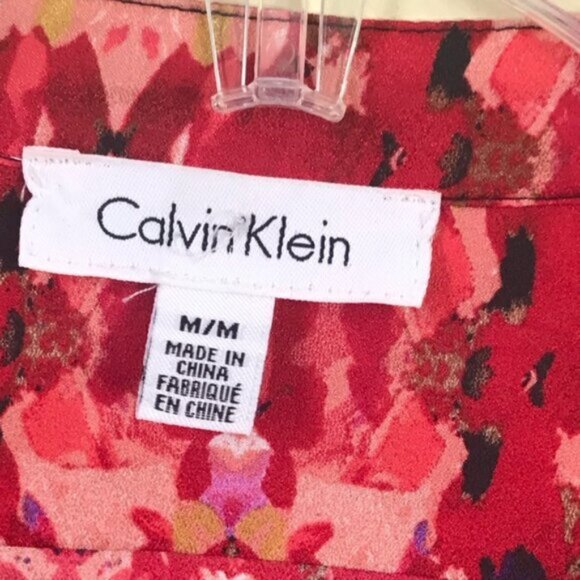 Calvin Klein
M/M
MADE IN
CHINA
FABRIQUÉ
EN CHINE